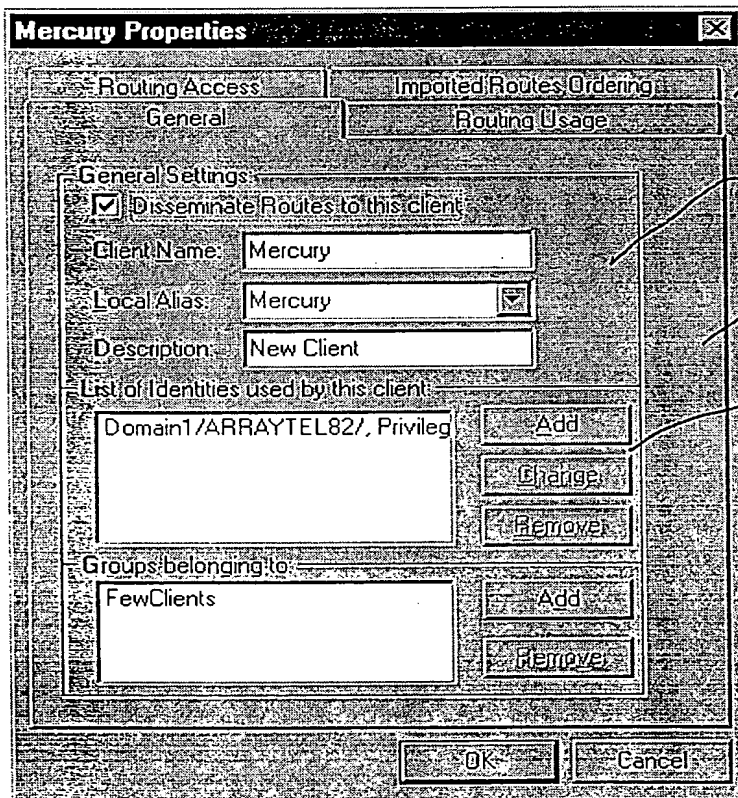 Mercury Properties
Routing Access
Imported Routes Ordering
General
Routing Usage
General Settings
Disseminate Routes to this client
Client Name:
Mercury
Local Alias:
Mercury
Description:
New Client
List of Identities used by this client:
Domain1/ARRAYTEL82/, Privileg
Add
Change
Remove
Groups belonging to:
FewClients
Add
Remove
OK
Cancel